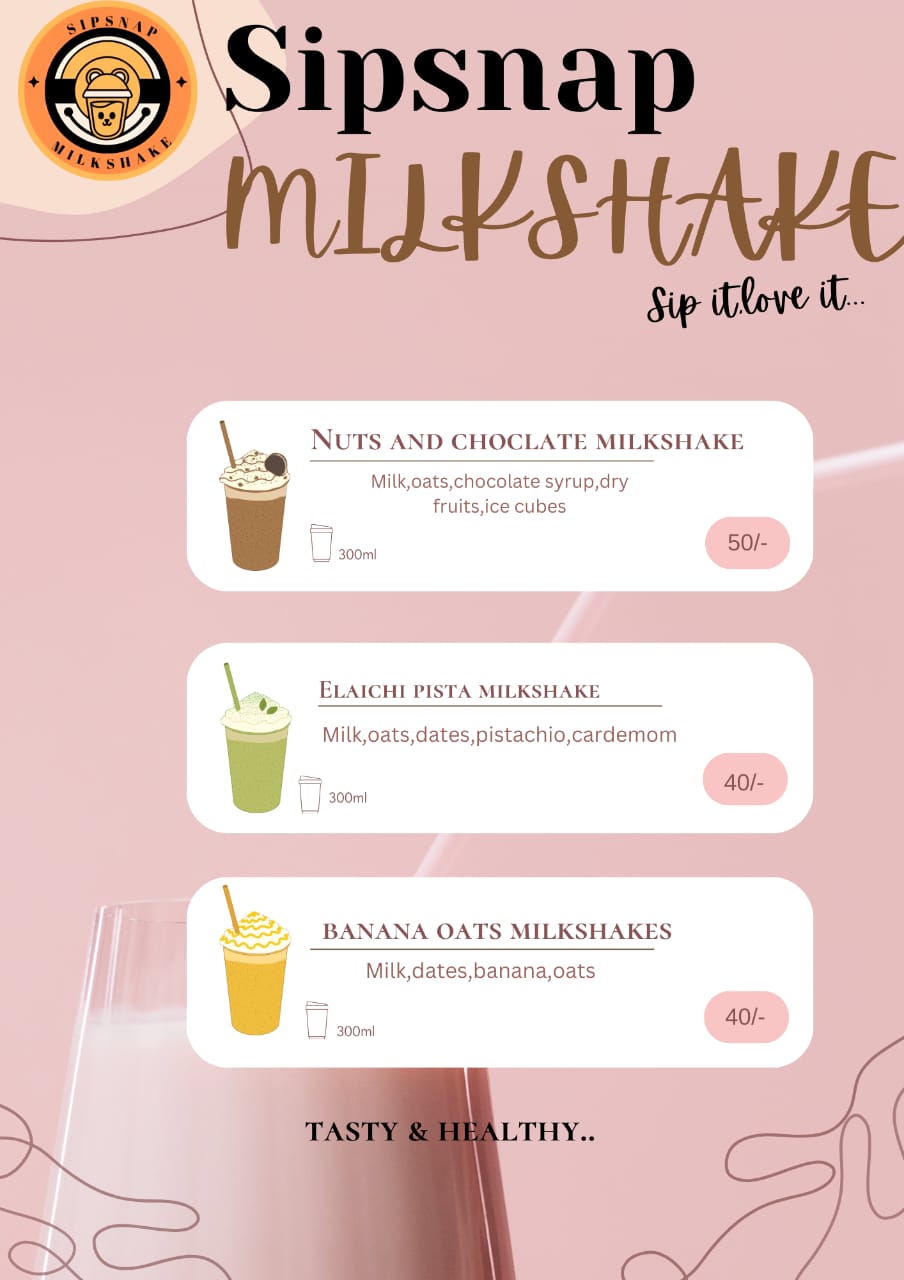 SIPSNAP
MILKSHAKE
Sipsnap
MILKSHAKE
Sip it.love it...
NUTS AND CHOCLATE MILKSHAKE
Milk,oats,chocolate syrup,dry
fruits,ice cubes
300ml
50/-
ELAICHI PISTA MILKSHAKE
Milk,oats,dates,pistachio,cardemom
300ml
40/-
BANANA OATS MILKSHAKES
Milk,dates,banana,oats
300ml
40/-
TASTY & HEALTHY..